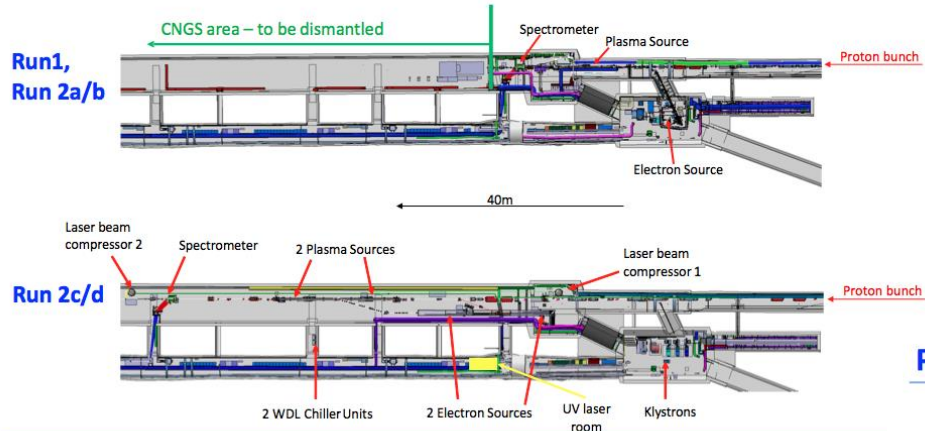 CNGS area – to be dismantled
Spectrometer
Plasma Source
Run1,
Run 2a/b
Proton bunch
Electron Source
40m
Laser beam
compressor 2
Spectrometer
2 Plasma Sources
Laser beam
compressor 1
Run 2c/d
Proton bunch
2 WDL Chiller Units
2 Electron Sources
UV laser
room
Klystrons